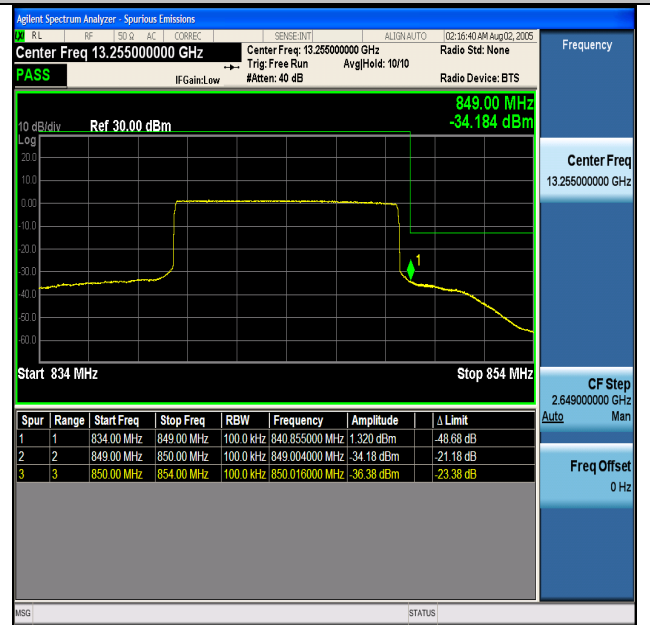 Agilent Spectrum Analyzer - Spurious Emissions
LXI RL RF 50 Ω AC CORREC SENSE:INT ALIGN AUTO 02:16:40 AM Aug 02, 2005
Center Freq 13.255000000 GHz Center Freq: 13.255000000 GHz Radio Std: None
Trig: Free Run Avg|Hold: 10/10
PASS IFGain:Low #Atten: 40 dB Radio Device: BTS
849.00 MHz
-34.184 dBm
10 dB/div Ref 30.00 dBm
Log
20.0
10.0
0.00
-10.0
-20.0
1
-30.0
-40.0
-50.0
-60.0
Start 834 MHz Stop 854 MHz
Spur Range Start Freq Stop Freq RBW Frequency Amplitude Δ Limit
1 1 834.00 MHz 849.00 MHz 100.0 kHz 840.855000 MHz 1.320 dBm -48.68 dB
2 2 849.00 MHz 850.00 MHz 100.0 kHz 849.004000 MHz -34.18 dBm -21.18 dB
3 3 850.00 MHz 854.00 MHz 100.0 kHz 850.016000 MHz -36.38 dBm -23.38 dB
MSG STATUS
Frequency
Center Freq
13.255000000 GHz
CF Step
2.649000000 GHz
Auto Man
Freq Offset
0 Hz